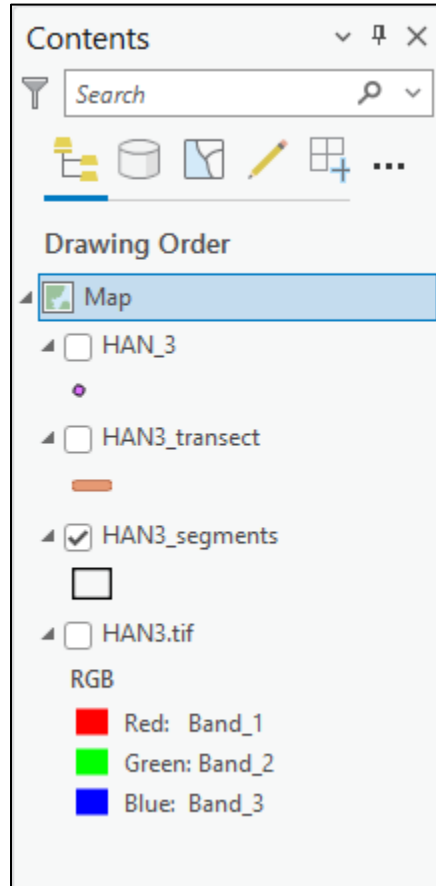 Contents
Search
Drawing Order
Map
HAN_3
HAN3_transect
HAN3_segments
HAN3.tif
RGB
Red: Band_1
Green: Band_2
Blue: Band_3